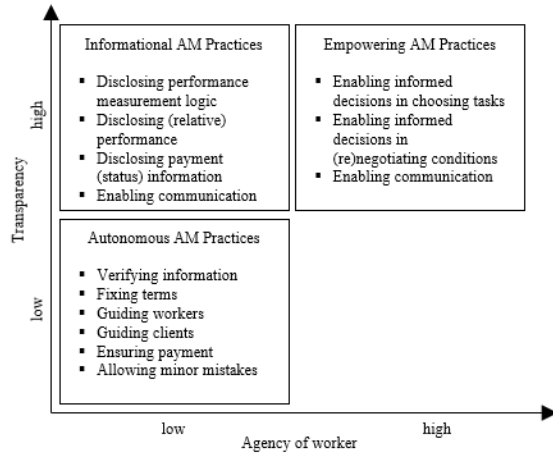 Informational AM Practices
▪ Disclosing performance
measurement logic
▪ Disclosing (relative)
performance
▪ Disclosing payment
(status) information
▪ Enabling communication
Empowering AM Practices
▪ Enabling informed
decisions in choosing tasks
▪ Enabling informed
decisions in
(re)negotiating conditions
▪ Enabling communication
Autonomous AM Practices
▪ Verifying information
▪ Fixing terms
▪ Guiding workers
▪ Guiding clients
▪ Ensuring payment
▪ Allowing minor mistakes
Transparency
high
low
low
high
Agency of worker